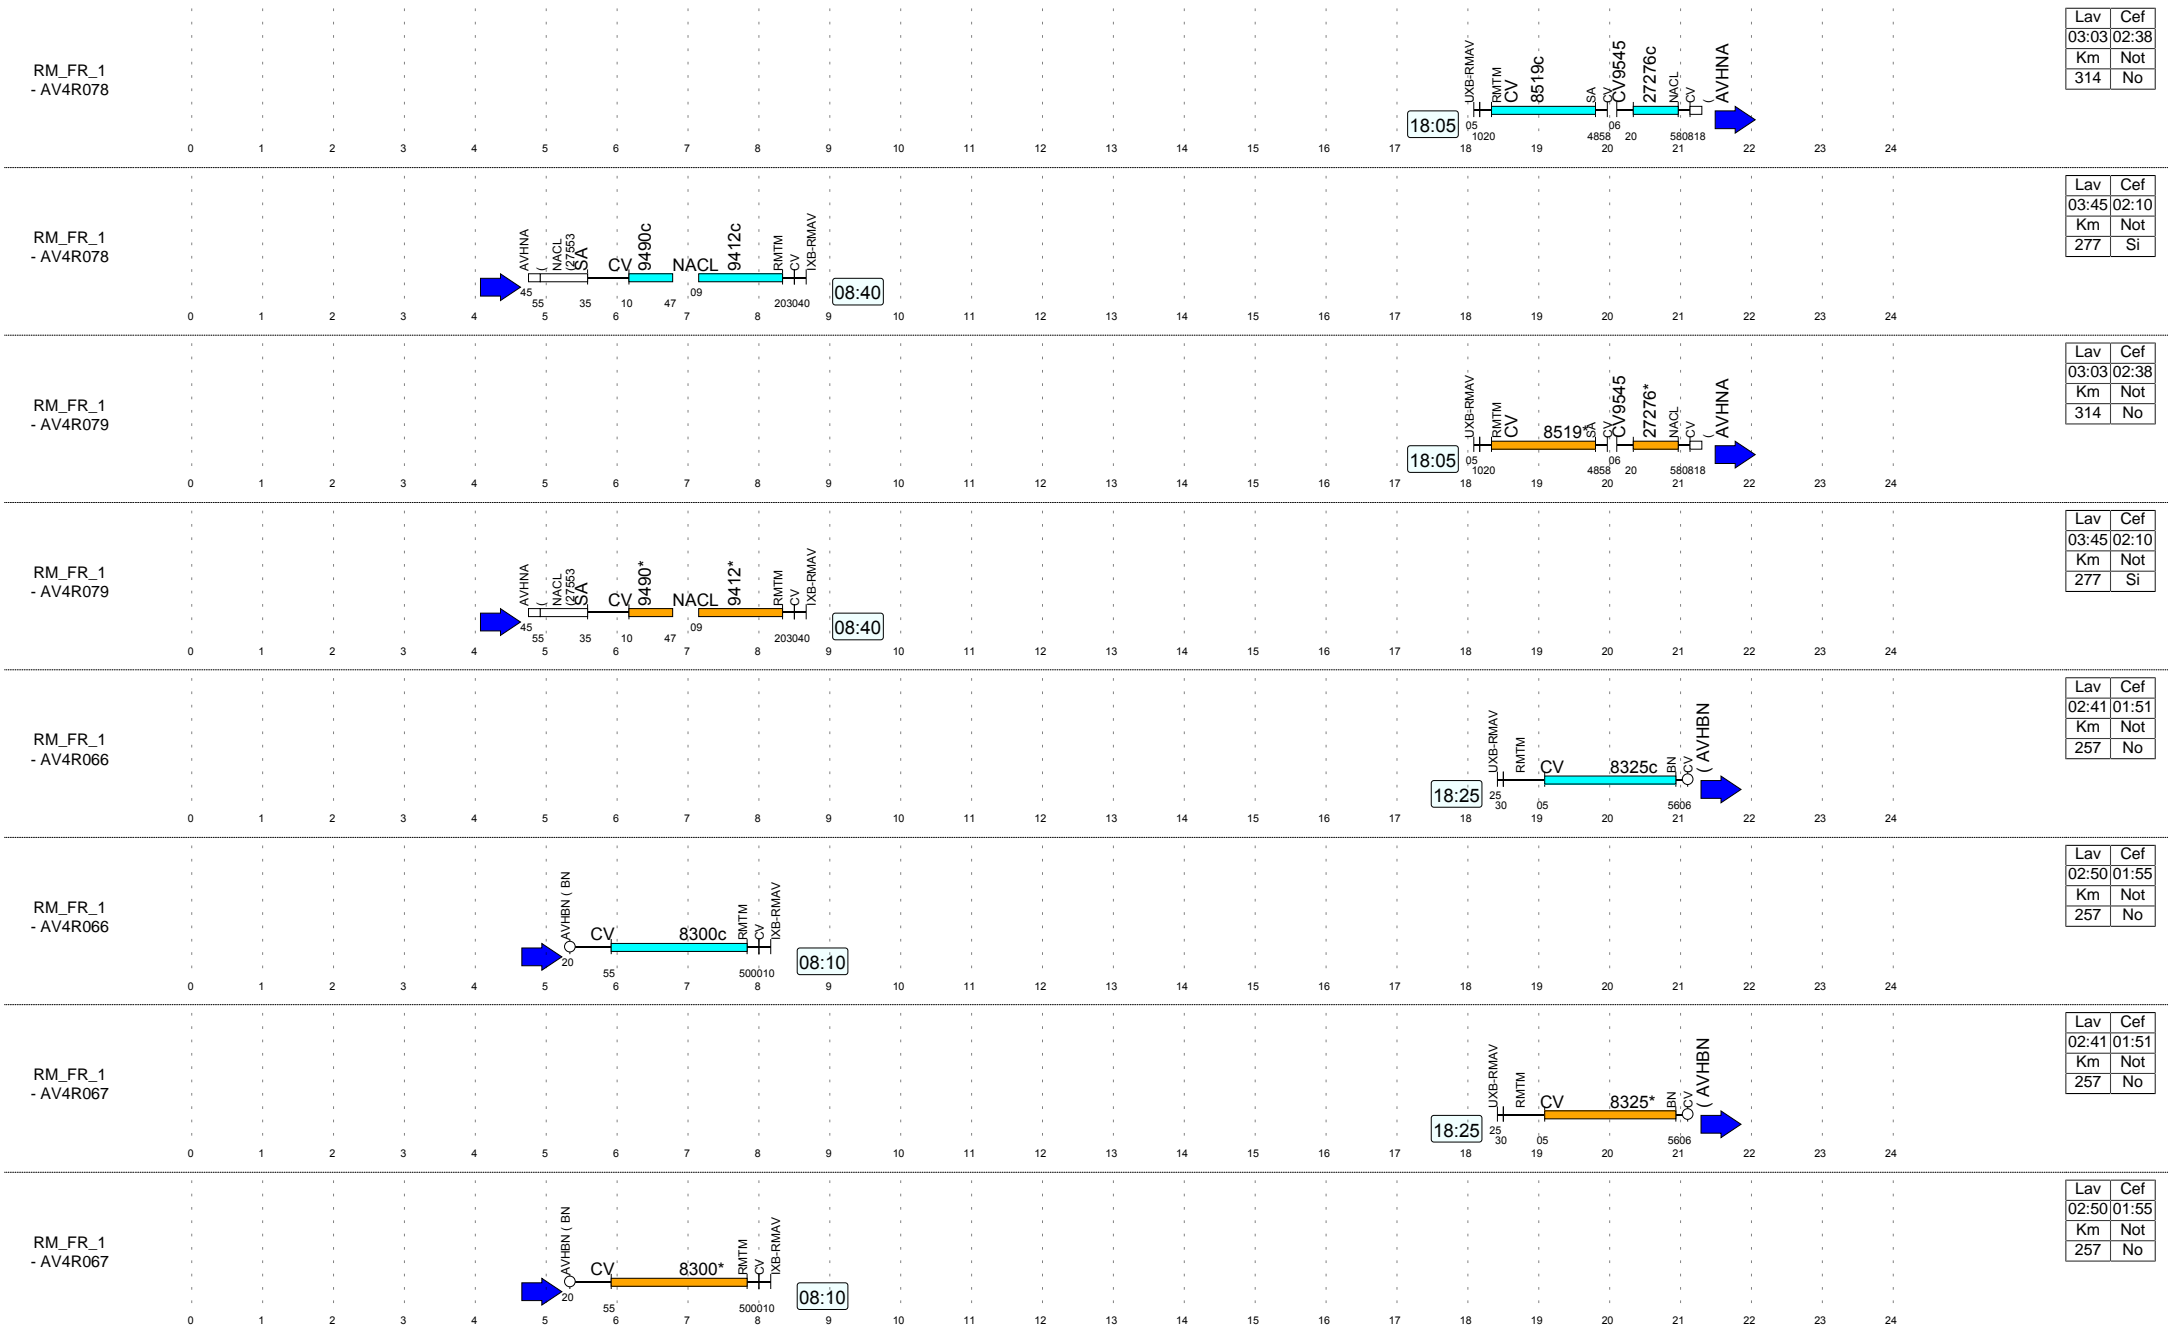 RM_FR_1
- AV4R078
18:05
UXB-RMAV
RMTM
CV
8519c
SA
CV
CV9545
27276c
NACL
CV
(
AVHNA
05
1020
4858
06
20
580818
0 1 2 3 4 5 6 7 8 9 10 11 12 13 14 15 16 17 18 19 20 21 22 23 24
Lav Cef
03:03 02:38
Km Not
314 No
RM_FR_1
- AV4R078
AVHNA
(
NACL
(27553
SA
CV
9490c
NACL
9412c
RMTM
CV
IXB-RMAV
08:40
45
55
35
10
47
09
203040
0 1 2 3 4 5 6 7 8 9 10 11 12 13 14 15 16 17 18 19 20 21 22 23 24
Lav Cef
03:45 02:10
Km Not
277 Si
RM_FR_1
- AV4R079
18:05
UXB-RMAV
RMTM
CV
8519*
SA
CV
CV9545
27276*
NACL
CV
(
AVHNA
05
1020
4858
06
20
580818
0 1 2 3 4 5 6 7 8 9 10 11 12 13 14 15 16 17 18 19 20 21 22 23 24
Lav Cef
03:03 02:38
Km Not
314 No
RM_FR_1
- AV4R079
AVHNA
(
NACL
(27553
SA
CV
9490*
NACL
9412*
RMTM
CV
IXB-RMAV
08:40
45
55
35
10
47
09
203040
0 1 2 3 4 5 6 7 8 9 10 11 12 13 14 15 16 17 18 19 20 21 22 23 24
Lav Cef
03:45 02:10
Km Not
277 Si
RM_FR_1
- AV4R066
18:25
UXB-RMAV
RMTM
CV
8325c
BN
CV
( AVHBN
25
30
05
5606
0 1 2 3 4 5 6 7 8 9 10 11 12 13 14 15 16 17 18 19 20 21 22 23 24
Lav Cef
02:41 01:51
Km Not
257 No
RM_FR_1
- AV4R066
AVHBN ( BN
CV
8300c
RMTM
CV
IXB-RMAV
08:10
20
55
500010
0 1 2 3 4 5 6 7 8 9 10 11 12 13 14 15 16 17 18 19 20 21 22 23 24
Lav Cef
02:50 01:55
Km Not
257 No
RM_FR_1
- AV4R067
18:25
UXB-RMAV
RMTM
CV
8325*
BN
CV
( AVHBN
25
30
05
5606
0 1 2 3 4 5 6 7 8 9 10 11 12 13 14 15 16 17 18 19 20 21 22 23 24
Lav Cef
02:41 01:51
Km Not
257 No
RM_FR_1
- AV4R067
AVHBN ( BN
CV
8300*
RMTM
CV
IXB-RMAV
08:10
20
55
500010
0 1 2 3 4 5 6 7 8 9 10 11 12 13 14 15 16 17 18 19 20 21 22 23 24
Lav Cef
02:50 01:55
Km Not
257 No